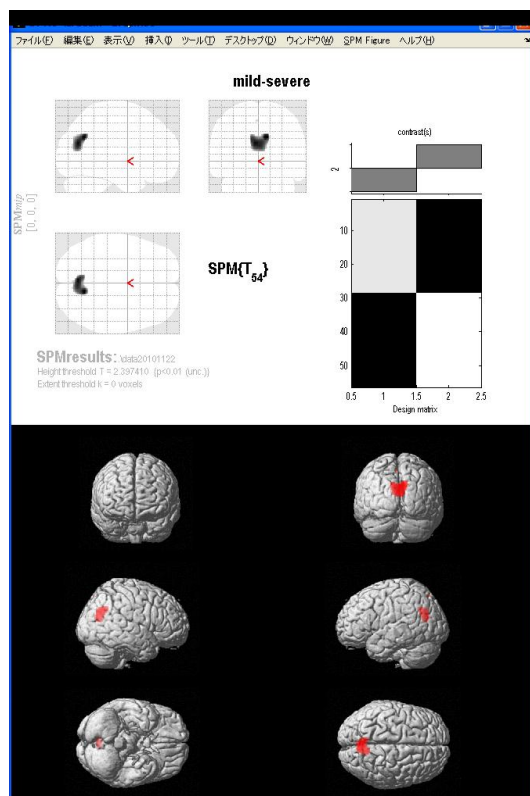 ファイル(F) 編集(E) 表示(V) 挿入(I) ツール(T) デスクトップ(D) ウィンドウ(W) SPM Figure ヘルプ(H)
mild-severe
SPMmip
[0, 0, 0]
SPM{T54}
contrast(s)
2
10
20
30
40
50
0.5 1 1.5 2 2.5
Design matrix
SPMresults: .\data20101122
Height threshold T = 2.397410 {p<0.01 (unc.)}
Extent threshold k = 0 voxels